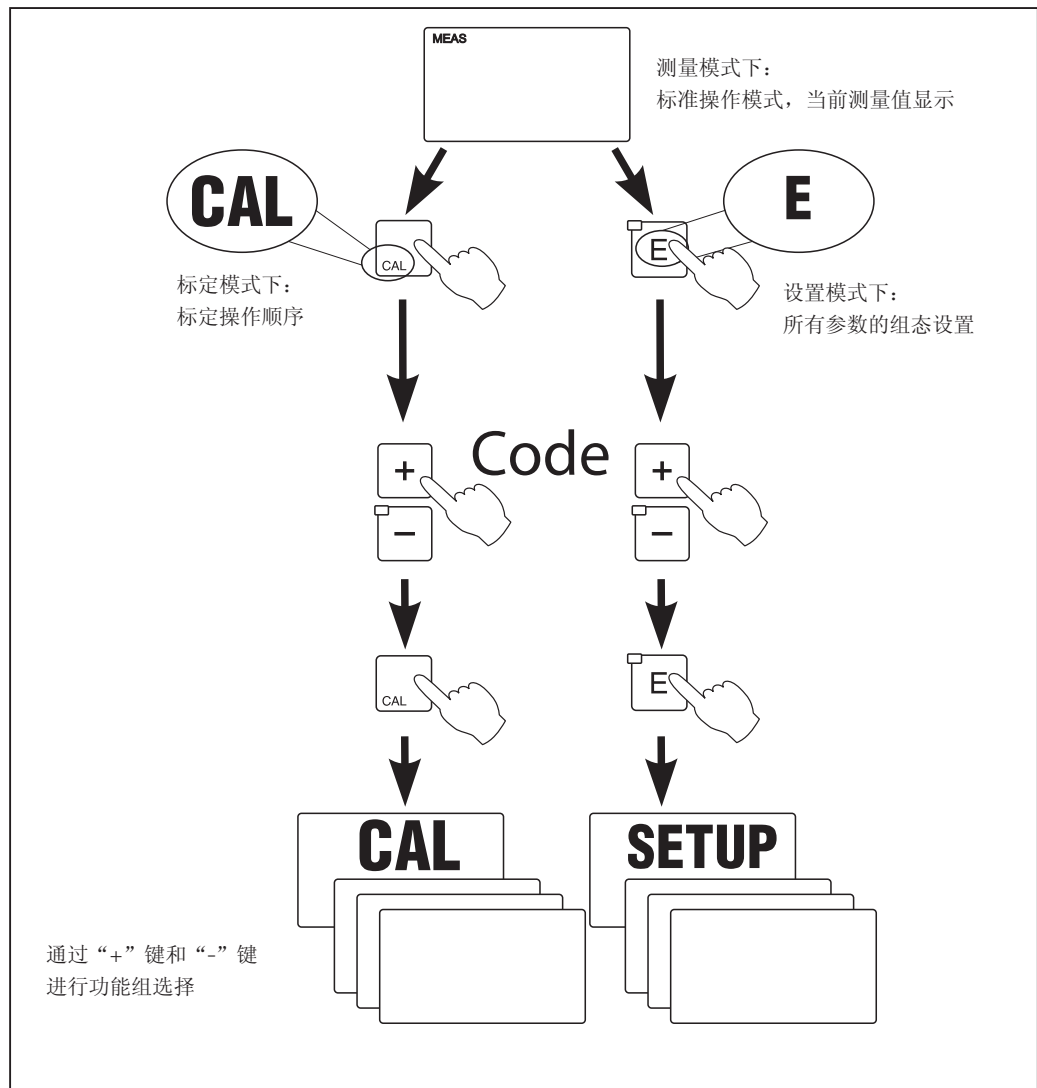 MEAS
测量模式下：
标准操作模式，当前测量值显示
CAL
E
CAL
E
标定模式下：
标定操作顺序
设置模式下：
所有参数的组态设置
Code
+
+
−
−
CAL
E
CAL
SETUP
通过“+”键和“-”键
进行功能组选择